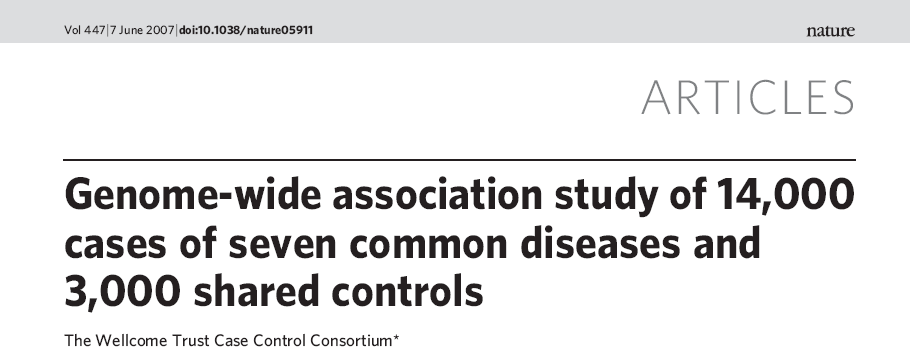 Vol 447|7 June 2007|doi:10.1038/nature05911
nature
ARTICLES
Genome-wide association study of 14,000
cases of seven common diseases and
3,000 shared controls
The Wellcome Trust Case Control Consortium*